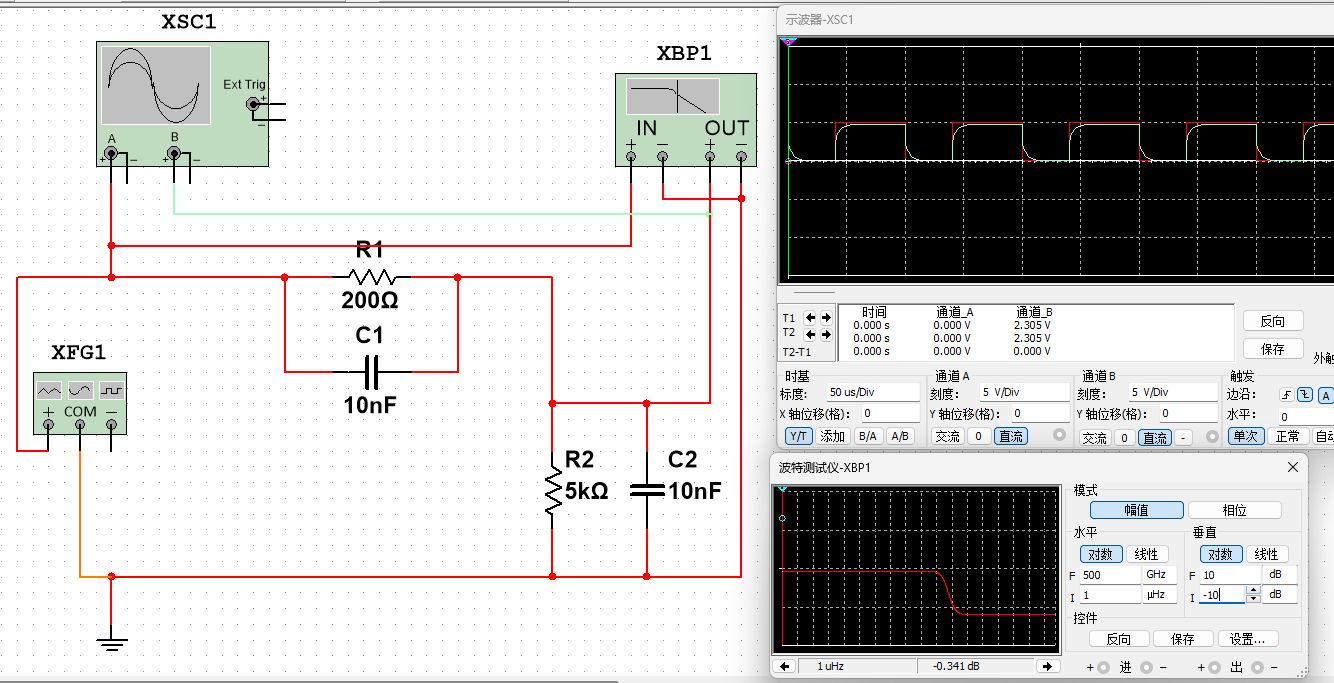 XSC1
Ext Trig
+
−
A
B
+ − + −
XBP1
IN OUT
+ − + −
R1
200Ω
C1
10nF
XFG1
+ COM −
R2
5kΩ
C2
10nF
示波器-XSC1
时间 通道_A 通道_B
T1 0.000 s 0.000 V 2.305 V
T2 0.000 s 0.000 V 2.305 V
T2-T1 0.000 s 0.000 V 0.000 V
反向
保存
外触
时基
标度: 50 us/Div
X 轴位移(格): 0
Y/T 添加 B/A A/B
通道 A
刻度: 5 V/Div
Y 轴位移(格): 0
交流 0 直流
通道 B
刻度: 5 V/Div
Y 轴位移(格): 0
交流 0 直流 -
触发
边沿: A
水平: 0
单次 正常 自动
波特测试仪-XBP1
模式
幅值 相位
水平 垂直
对数 线性 对数 线性
F 500 GHz F 10 dB
I 1 µHz I -10 dB
控件
反向 保存 设置...
1 uHz -0.341 dB
+ 进 − + 出 −